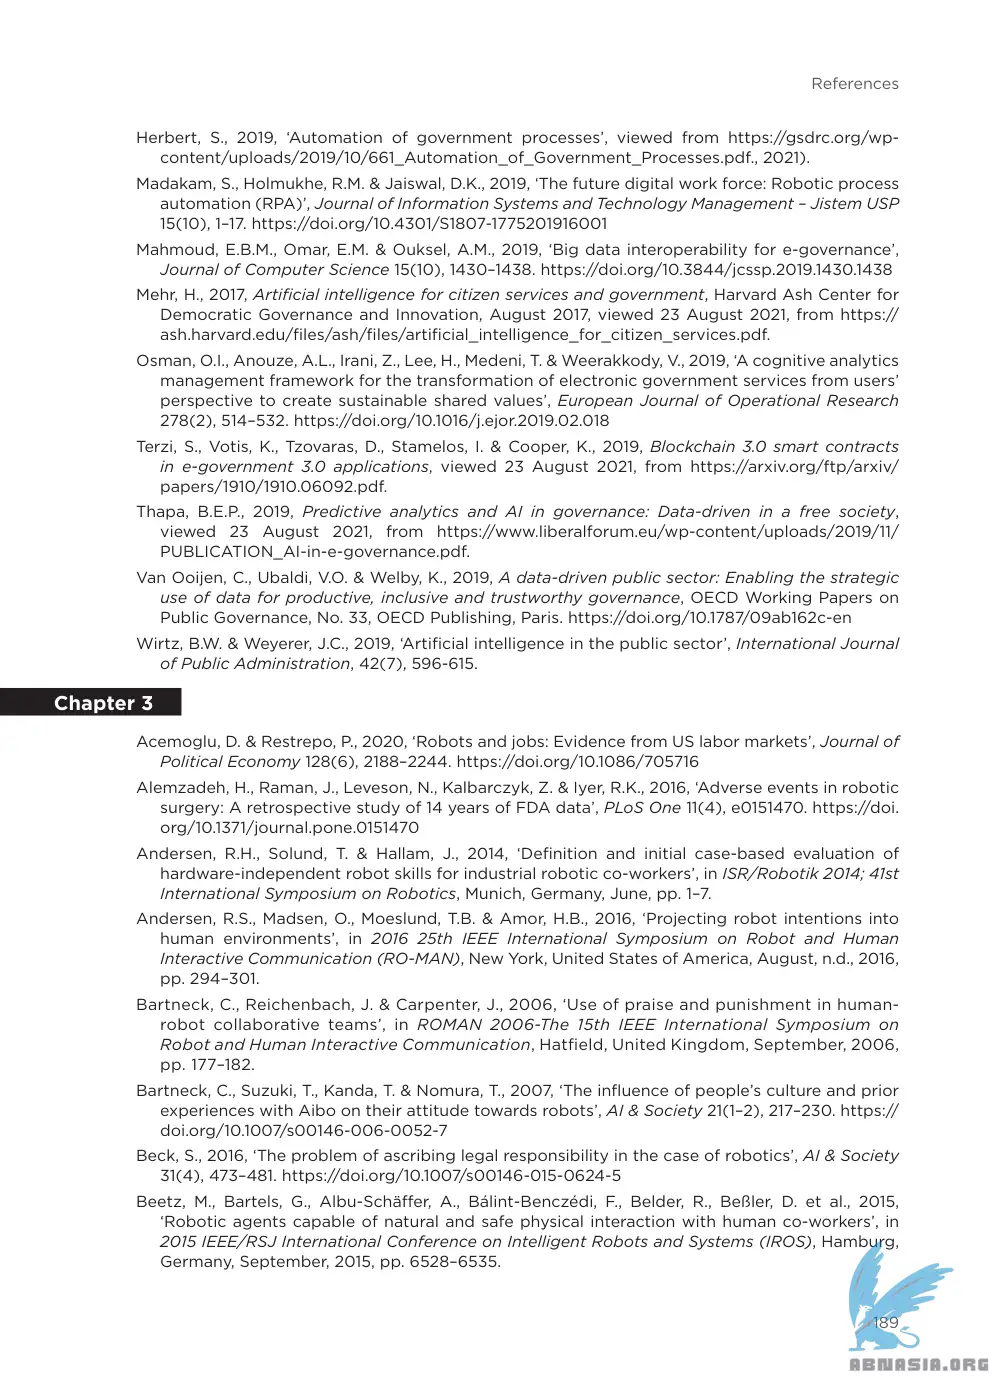 References
Herbert, S., 2019, ‘Automation of government processes’, viewed from https://gsdrc.org/wp-
content/uploads/2019/10/661_Automation_of_Government_Processes.pdf., 2021).
Madakam, S., Holmukhe, R.M. & Jaiswal, D.K., 2019, ‘The future digital work force: Robotic process
automation (RPA)’, Journal of Information Systems and Technology Management – Jistem USP
15(10), 1–17. https://doi.org/10.4301/S1807-1775201916001
Mahmoud, E.B.M., Omar, E.M. & Ouksel, A.M., 2019, ‘Big data interoperability for e-governance’,
Journal of Computer Science 15(10), 1430–1438. https://doi.org/10.3844/jcssp.2019.1430.1438
Mehr, H., 2017, Artificial intelligence for citizen services and government, Harvard Ash Center for
Democratic Governance and Innovation, August 2017, viewed 23 August 2021, from https://
ash.harvard.edu/files/ash/files/artificial_intelligence_for_citizen_services.pdf.
Osman, O.I., Anouze, A.L., Irani, Z., Lee, H., Medeni, T. & Weerakkody, V., 2019, ‘A cognitive analytics
management framework for the transformation of electronic government services from users’
perspective to create sustainable shared values’, European Journal of Operational Research
278(2), 514–532. https://doi.org/10.1016/j.ejor.2019.02.018
Terzi, S., Votis, K., Tzovaras, D., Stamelos, I. & Cooper, K., 2019, Blockchain 3.0 smart contracts
in e-government 3.0 applications, viewed 23 August 2021, from https://arxiv.org/ftp/arxiv/
papers/1910/1910.06092.pdf.
Thapa, B.E.P., 2019, Predictive analytics and AI in governance: Data-driven in a free society,
viewed 23 August 2021, from https://www.liberalforum.eu/wp-content/uploads/2019/11/
PUBLICATION_AI-in-e-governance.pdf.
Van Ooijen, C., Ubaldi, V.O. & Welby, K., 2019, A data-driven public sector: Enabling the strategic
use of data for productive, inclusive and trustworthy governance, OECD Working Papers on
Public Governance, No. 33, OECD Publishing, Paris. https://doi.org/10.1787/09ab162c-en
Wirtz, B.W. & Weyerer, J.C., 2019, ‘Artificial intelligence in the public sector’, International Journal
of Public Administration, 42(7), 596-615.
Chapter 3
Acemoglu, D. & Restrepo, P., 2020, ‘Robots and jobs: Evidence from US labor markets’, Journal of
Political Economy 128(6), 2188–2244. https://doi.org/10.1086/705716
Alemzadeh, H., Raman, J., Leveson, N., Kalbarczyk, Z. & Iyer, R.K., 2016, ‘Adverse events in robotic
surgery: A retrospective study of 14 years of FDA data’, PLoS One 11(4), e0151470. https://doi.
org/10.1371/journal.pone.0151470
Andersen, R.H., Solund, T. & Hallam, J., 2014, ‘Definition and initial case-based evaluation of
hardware-independent robot skills for industrial robotic co-workers’, in ISR/Robotik 2014; 41st
International Symposium on Robotics, Munich, Germany, June, pp. 1–7.
Andersen, R.S., Madsen, O., Moeslund, T.B. & Amor, H.B., 2016, ‘Projecting robot intentions into
human environments’, in 2016 25th IEEE International Symposium on Robot and Human
Interactive Communication (RO-MAN), New York, United States of America, August, n.d., 2016,
pp. 294–301.
Bartneck, C., Reichenbach, J. & Carpenter, J., 2006, ‘Use of praise and punishment in human-
robot collaborative teams’, in ROMAN 2006-The 15th IEEE International Symposium on
Robot and Human Interactive Communication, Hatfield, United Kingdom, September, 2006,
pp. 177–182.
Bartneck, C., Suzuki, T., Kanda, T. & Nomura, T., 2007, ‘The influence of people’s culture and prior
experiences with Aibo on their attitude towards robots’, AI & Society 21(1–2), 217–230. https://
doi.org/10.1007/s00146-006-0052-7
Beck, S., 2016, ‘The problem of ascribing legal responsibility in the case of robotics’, AI & Society
31(4), 473–481. https://doi.org/10.1007/s00146-015-0624-5
Beetz, M., Bartels, G., Albu-Schäffer, A., Bálint-Benczédi, F., Belder, R., Beßler, D. et al., 2015,
‘Robotic agents capable of natural and safe physical interaction with human co-workers’, in
2015 IEEE/RSJ International Conference on Intelligent Robots and Systems (IROS), Hamburg,
Germany, September, 2015, pp. 6528–6535.
189
ABNASIA.ORG